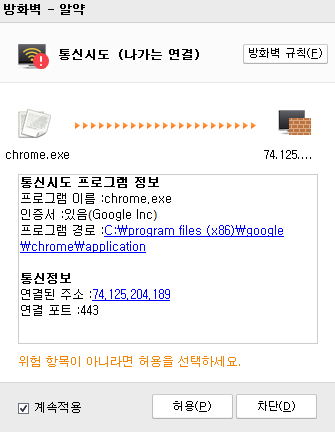 방화벽 - 알약
통신시도 (나가는 연결)
방화벽 규칙(F)
chrome.exe
74.125....
통신시도 프로그램 정보
프로그램 이름 :chrome.exe
인증서 :있음(Google Inc)
프로그램 경로 :C:₩program files (x86)₩google
₩chrome₩application
통신정보
연결된 주소 :74.125.204.189
연결 포트 :443
위험 항목이 아니라면 허용을 선택하세요.
계속적용
허용(P)
차단(D)